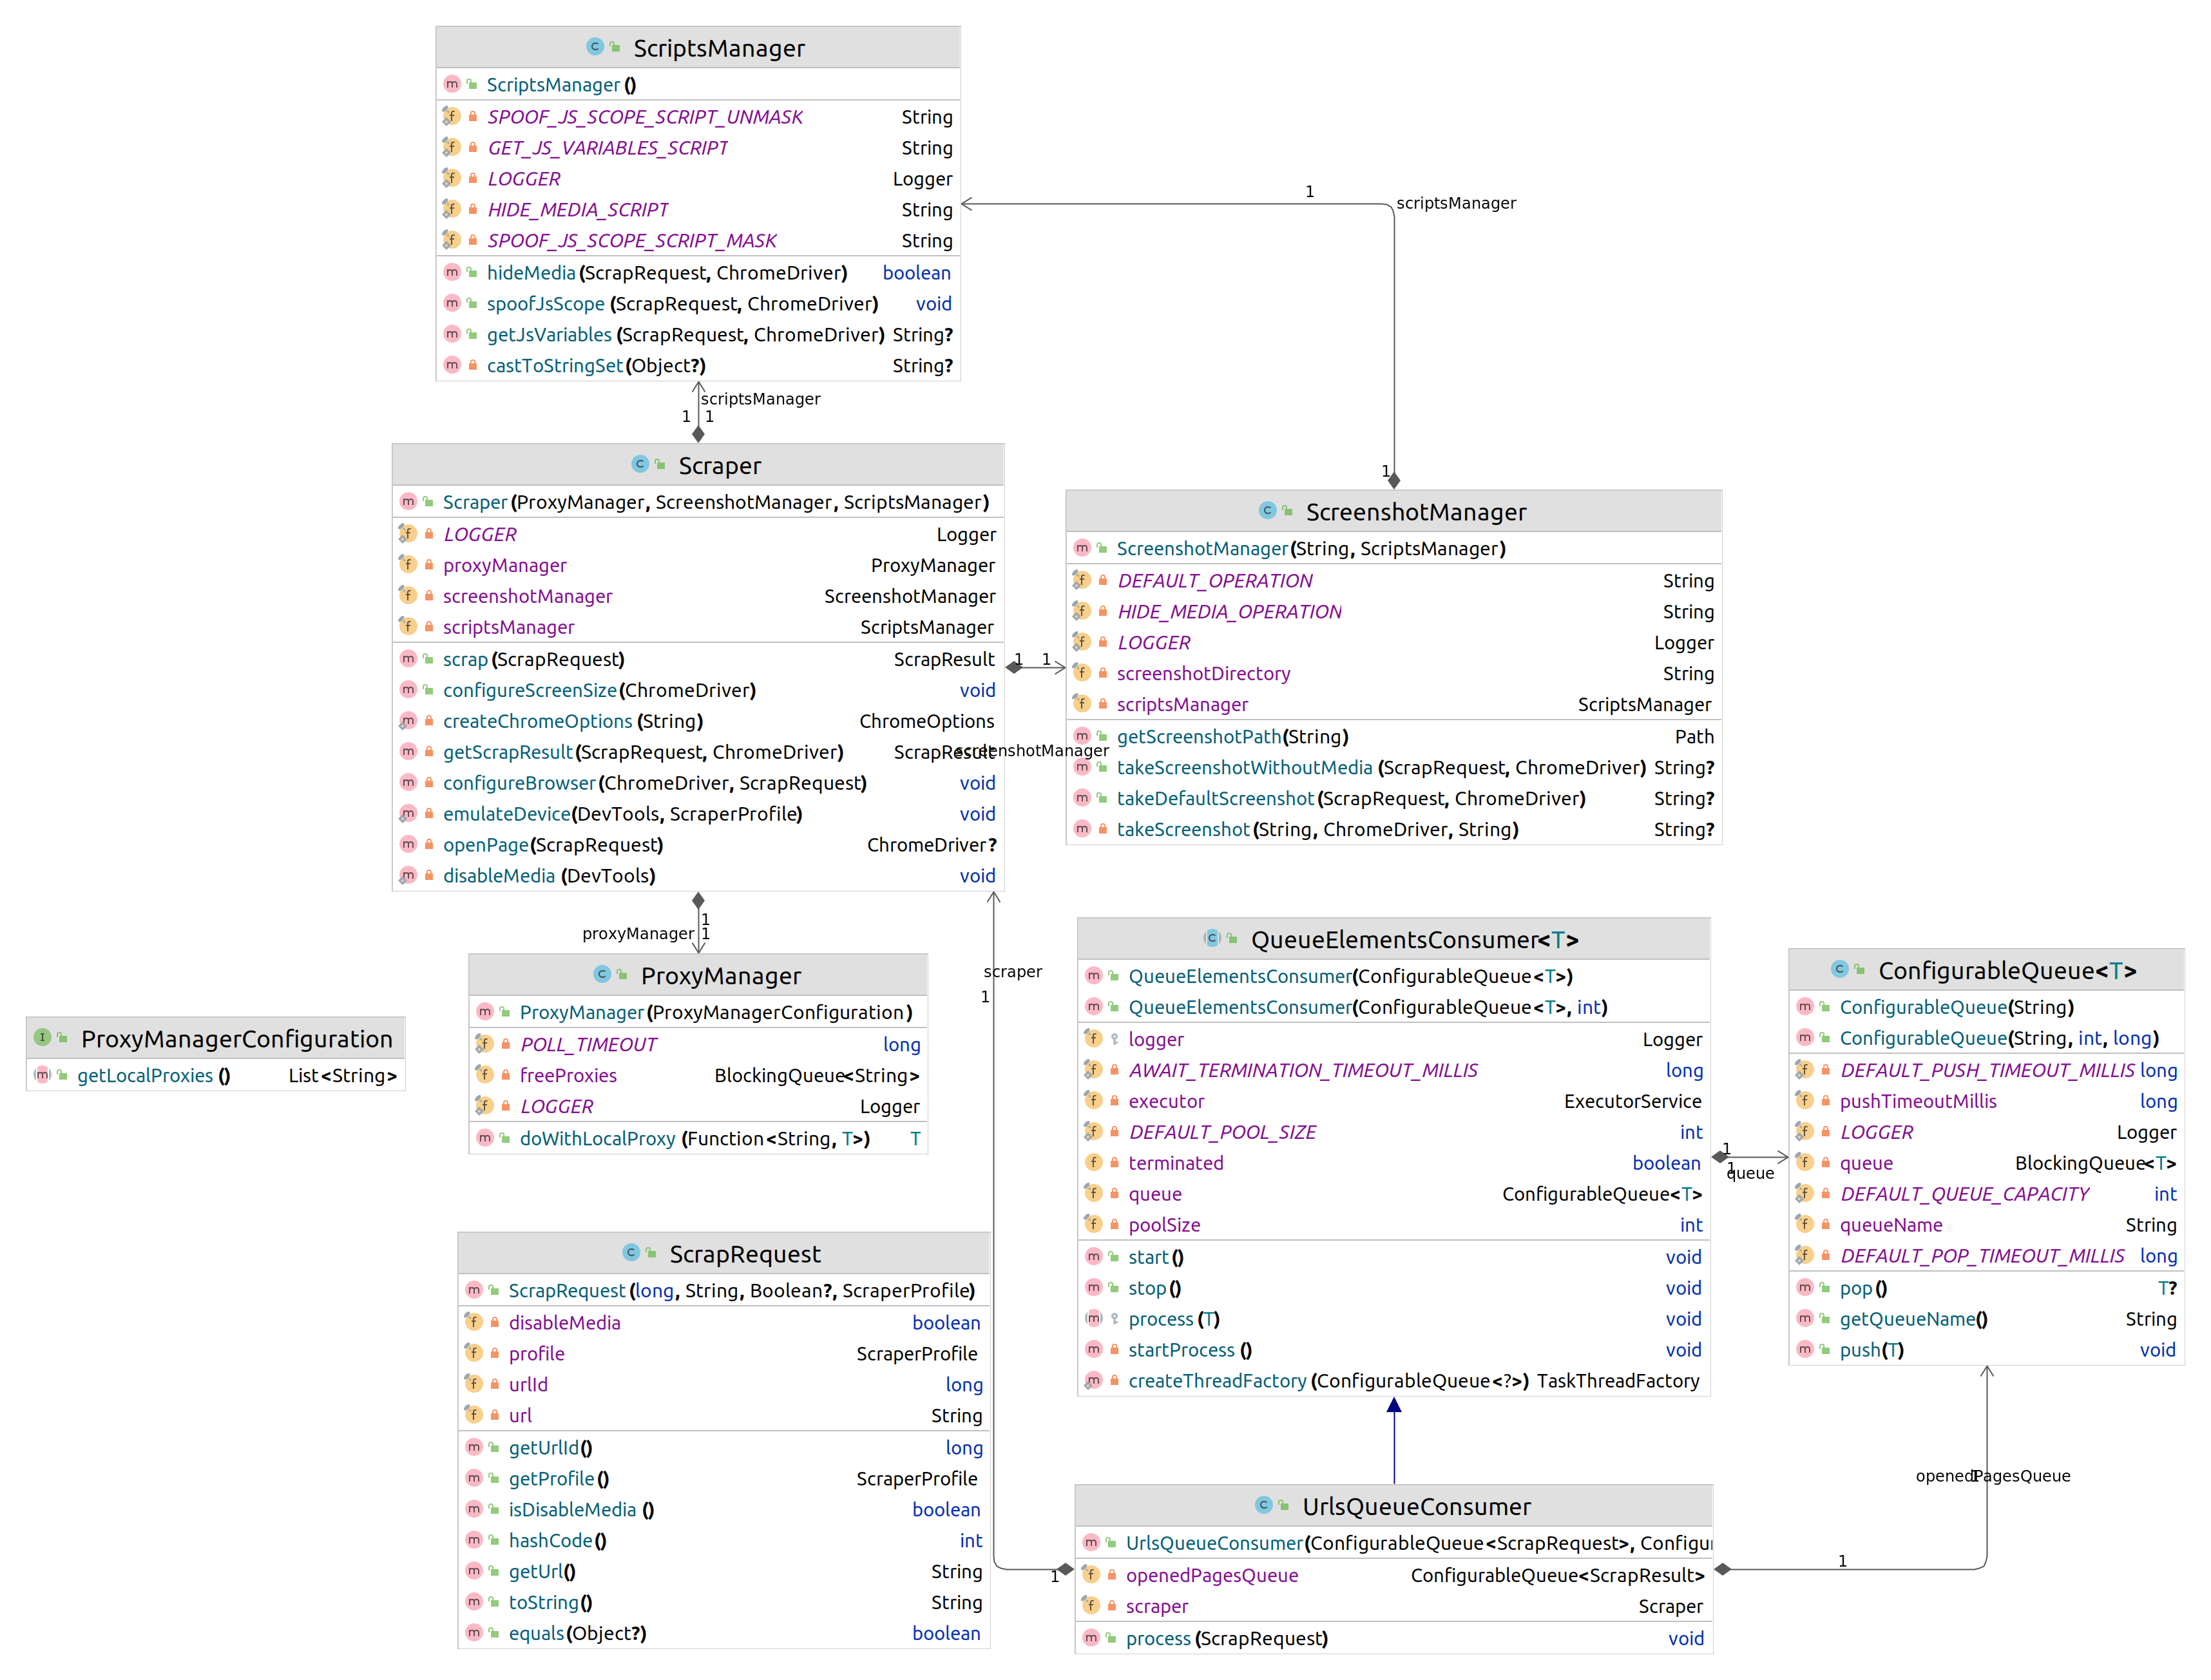 ScriptsManager
ScriptsManager()
SPOOF_JS_SCOPE_SCRIPT_UNMASK String
GET_JS_VARIABLES_SCRIPT String
LOGGER Logger
HIDE_MEDIA_SCRIPT String
SPOOF_JS_SCOPE_SCRIPT_MASK String
hideMedia(ScrapRequest, ChromeDriver) boolean
spoofJsScope(ScrapRequest, ChromeDriver) void
getJsVariables(ScrapRequest, ChromeDriver) String?
castToStringSet(Object?) String?
1
scriptsManager
scriptsManager
1 1
Scraper
Scraper(ProxyManager, ScreenshotManager, ScriptsManager)
LOGGER Logger
proxyManager ProxyManager
screenshotManager ScreenshotManager
scriptsManager ScriptsManager
scrap(ScrapRequest) ScrapResult
configureScreenSize(ChromeDriver) void
createChromeOptions(String) ChromeOptions
getScrapResult(ScrapRequest, ChromeDriver) ScrapResult
configureBrowser(ChromeDriver, ScrapRequest) void
emulateDevice(DevTools, ScraperProfile) void
openPage(ScrapRequest) ChromeDriver?
disableMedia(DevTools) void
1 1
screenshotManager
1
ScreenshotManager
ScreenshotManager(String, ScriptsManager)
DEFAULT_OPERATION String
HIDE_MEDIA_OPERATION String
LOGGER Logger
screenshotDirectory String
scriptsManager ScriptsManager
getScreenshotPath(String) Path
takeScreenshotWithoutMedia(ScrapRequest, ChromeDriver) String?
takeDefaultScreenshot(ScrapRequest, ChromeDriver) String?
takeScreenshot(String, ChromeDriver, String) String?
1
proxyManager 1
ProxyManager
ProxyManager(ProxyManagerConfiguration)
POLL_TIMEOUT long
freeProxies BlockingQueue<String>
LOGGER Logger
doWithLocalProxy(Function<String, T>) T
ProxyManagerConfiguration
getLocalProxies() List<String>
scraper
1
QueueElementsConsumer<T>
QueueElementsConsumer(ConfigurableQueue<T>)
QueueElementsConsumer(ConfigurableQueue<T>, int)
logger Logger
AWAIT_TERMINATION_TIMEOUT_MILLIS long
executor ExecutorService
DEFAULT_POOL_SIZE int
terminated boolean
queue ConfigurableQueue<T>
poolSize int
start() void
stop() void
process(T) void
startProcess() void
createThreadFactory(ConfigurableQueue<?>) TaskThreadFactory
1
1
queue
ConfigurableQueue<T>
ConfigurableQueue(String)
ConfigurableQueue(String, int, long)
DEFAULT_PUSH_TIMEOUT_MILLIS long
pushTimeoutMillis long
LOGGER Logger
queue BlockingQueue<T>
DEFAULT_QUEUE_CAPACITY int
queueName String
DEFAULT_POP_TIMEOUT_MILLIS long
pop() T?
getQueueName() String
push(T) void
ScrapRequest
ScrapRequest(long, String, Boolean?, ScraperProfile)
disableMedia boolean
profile ScraperProfile
urlId long
url String
getUrlId() long
getProfile() ScraperProfile
isDisableMedia() boolean
hashCode() int
getUrl() String
toString() String
equals(Object?) boolean
1
UrlsQueueConsumer
UrlsQueueConsumer(ConfigurableQueue<ScrapRequest>, Configur
openedPagesQueue ConfigurableQueue<ScrapResult>
scraper Scraper
process(ScrapRequest) void
openedPagesQueue
1
1